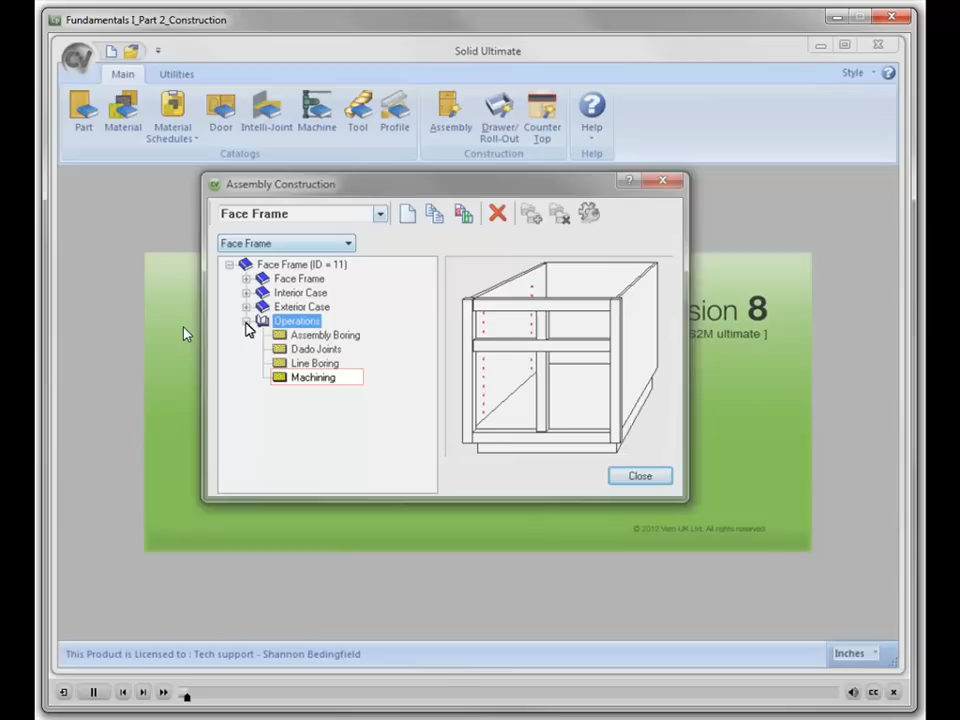 Fundamentals I_Part 2_Construction
Solid Ultimate
Main Utilities Style
Part Material Material Schedules Door Intelli-Joint Machine Tool Profile Assembly Drawer/ Roll-Out Counter Top Help
Catalogs Construction Help
Assembly Construction
Face Frame
Face Frame
Face Frame (ID = 11)
Face Frame
Interior Case
Exterior Case
Operations
Assembly Boring
Dado Joints
Line Boring
Machining
sion 8
S2M ultimate ]
Close
© 2012 Vero UK Ltd. All rights reserved.
This Product is Licensed to : Tech support - Shannon Bedingfield
Inches
CC